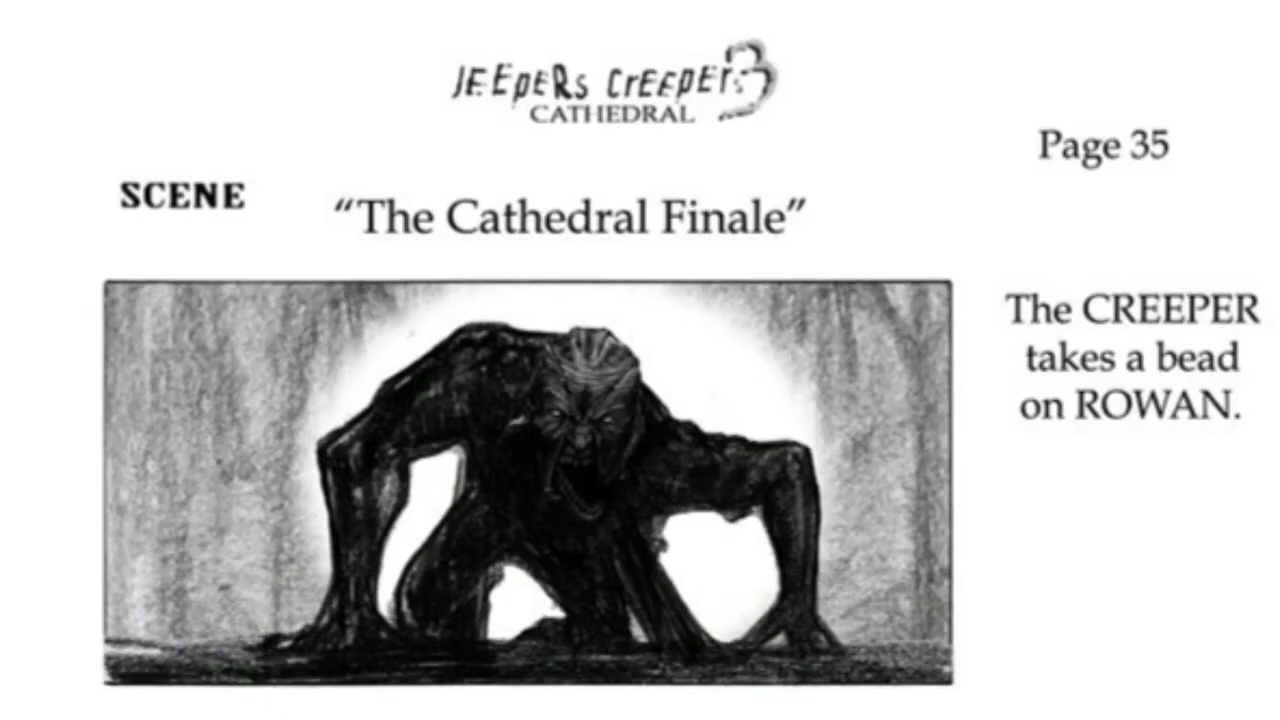 JEEpERs CrEEpErs 3
CATHEDRAL
Page 35
SCENE
“The Cathedral Finale”
The CREEPER
takes a bead
on ROWAN.